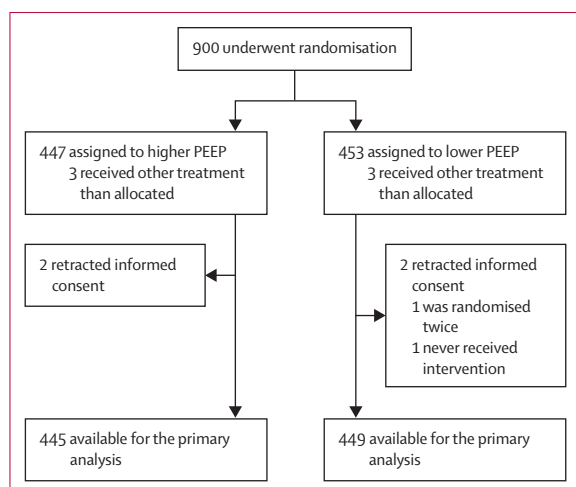 900 underwent randomisation
447 assigned to higher PEEP
3 received other treatment
than allocated
453 assigned to lower PEEP
3 received other treatment
than allocated
2 retracted informed
consent
2 retracted informed
consent
1 was randomised
twice
1 never received
intervention
445 available for the primary
analysis
449 available for the primary
analysis